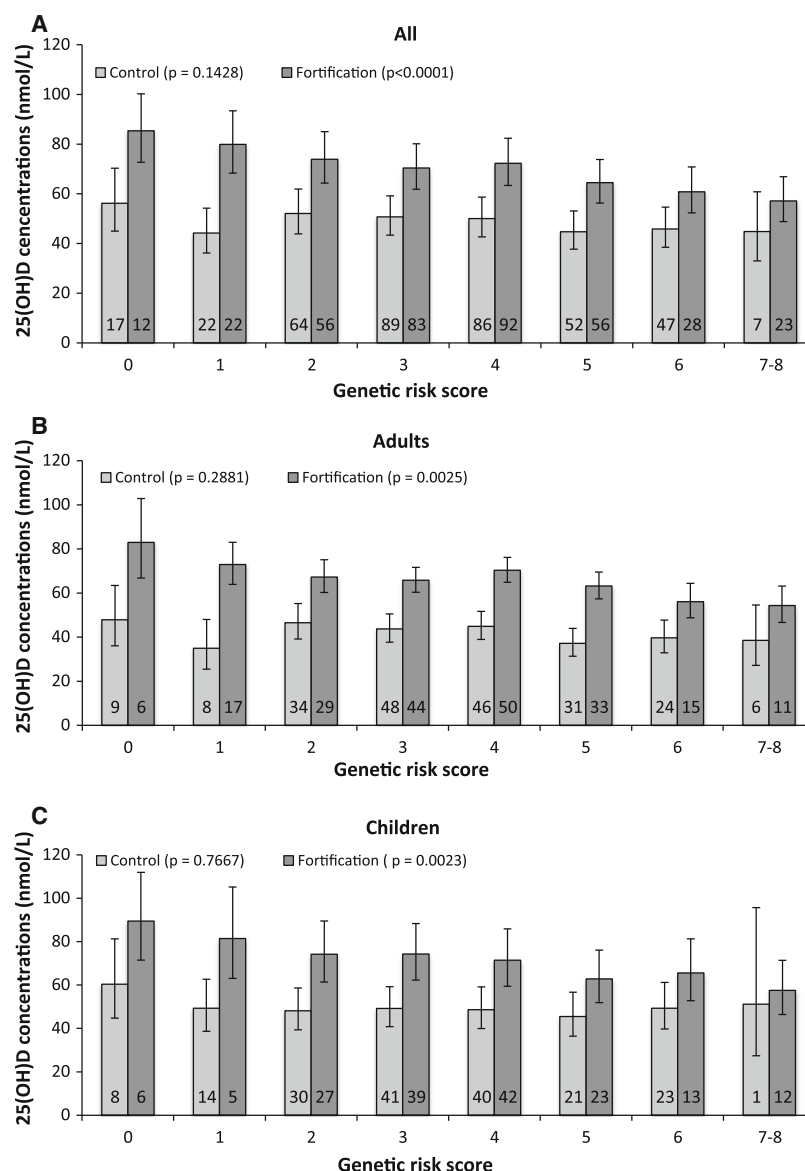 A
All
120
Control (p = 0.1428) Fortification (p<0.0001)
100
80
60
40
20
0
25(OH)D cencentrations (nmol/L)
17 12 22 22 64 56 89 83 86 92 52 56 47 28 7 23
0 1 2 3 4 5 6 7-8
Genetic risk score
B
Adults
120
Control (p = 0.2881) Fortification (p = 0.0025)
100
80
60
40
20
0
25(OH)D concentrations (nmol/L)
9 6 8 17 34 29 48 44 46 50 31 33 24 15 6 11
0 1 2 3 4 5 6 7-8
Genetic risk score
C
Children
120
Control (p = 0.7667) Fortification ( p = 0.0023)
100
80
60
40
20
0
25(OH)D concentrations (nmol/L)
8 6 14 5 30 27 41 39 40 42 21 23 23 13 1 12
0 1 2 3 4 5 6 7-8
Genetic risk score